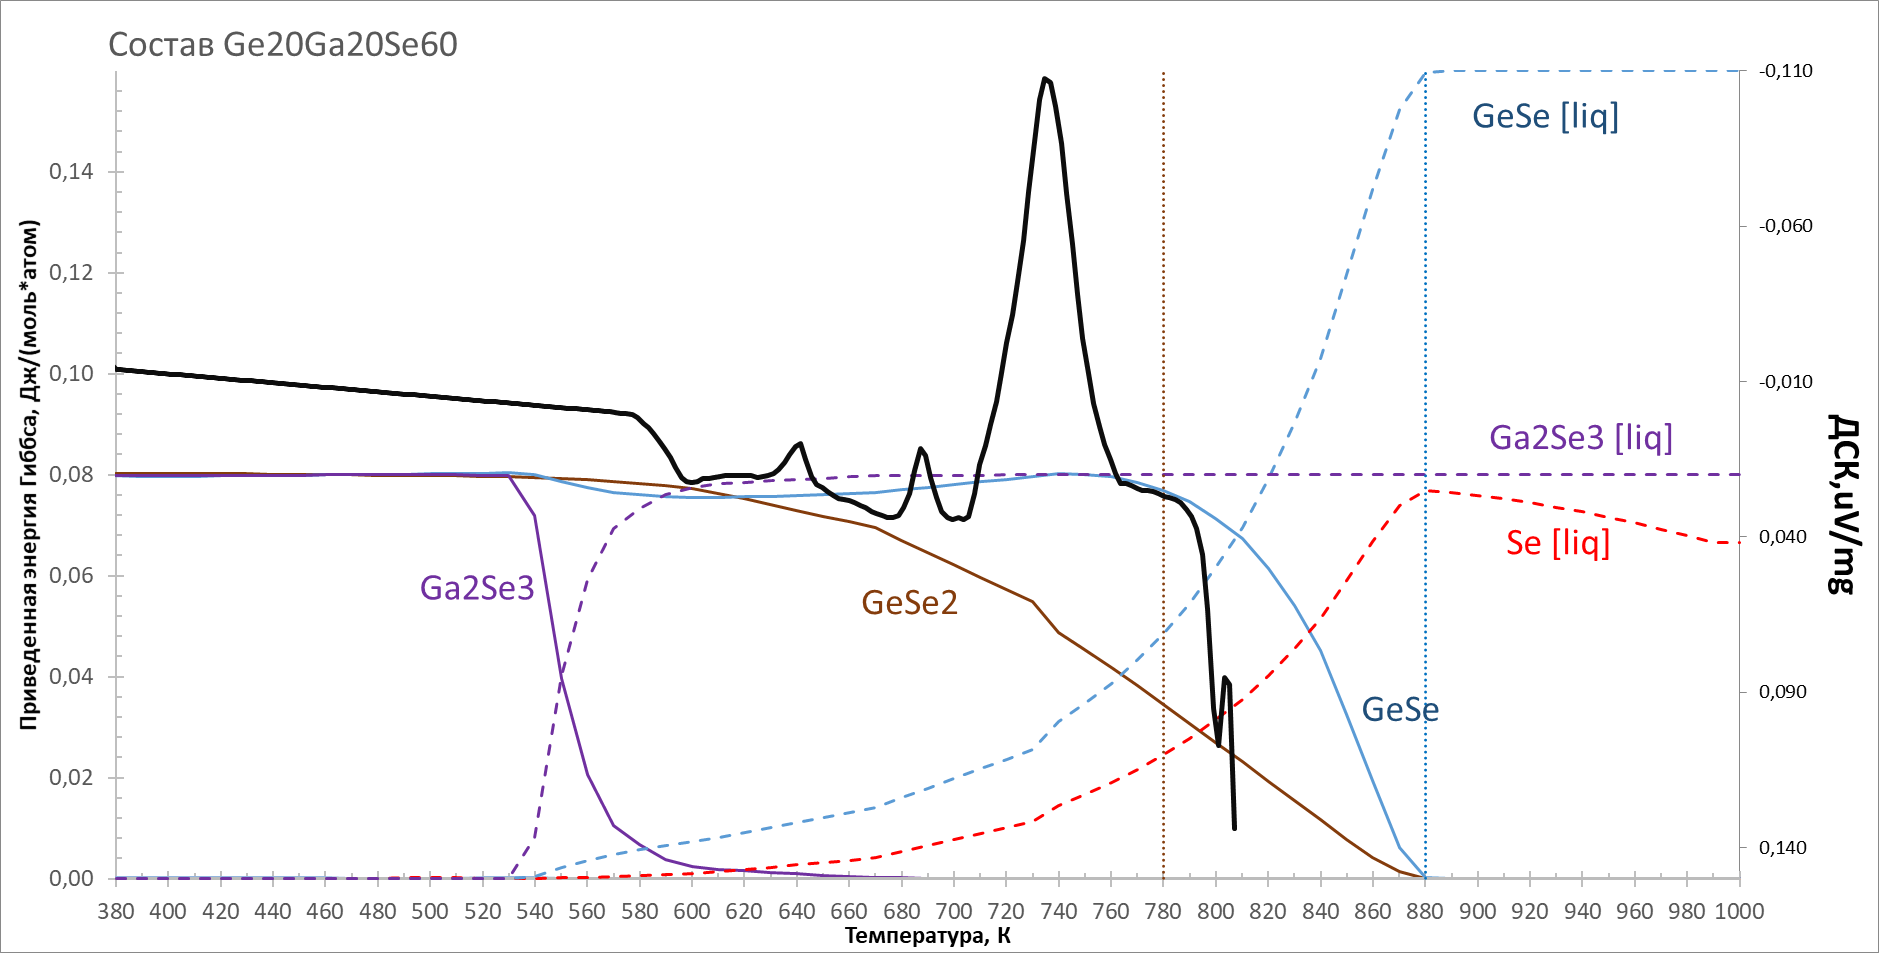 Состав Ge20Ga20Se60
-0,110
GeSe [liq]
0,14
-0,060
0,12
0,10
-0,010
Ga2Se3 [liq]
0,08
Se [liq]
0,040
0,06
Ga2Se3
GeSe2
0,04
0,090
GeSe
0,02
0,140
0,00
380 400 420 440 460 480 500 520 540 560 580 600 620 640 660 680 700 720 740 760 780 800 820 840 860 880 900 920 940 960 980 1000
Температура, К
Приведенная энергия Гиббса, Дж/(моль*атом)
ДСК,uV/mg